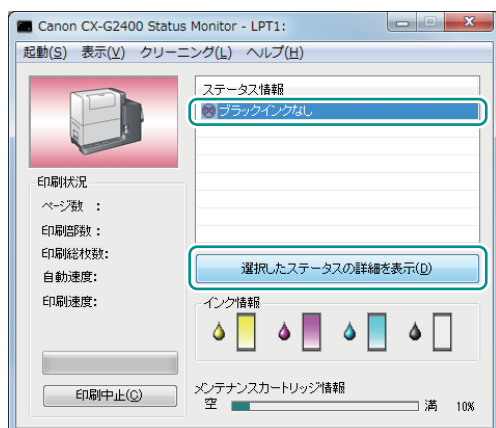 Canon CX-G2400 Status Monitor - LPT1:
起動(S) 表示(V) クリーニング(L) ヘルプ(H)
ステータス情報
ブラックインクなし
印刷状況
ページ数 :
印刷部数:
印刷総枚数:
自動速度:
印刷速度:
選択したステータスの詳細を表示(D)
インク情報
印刷中止(C)
メンテナンスカートリッジ情報
空 満 10%